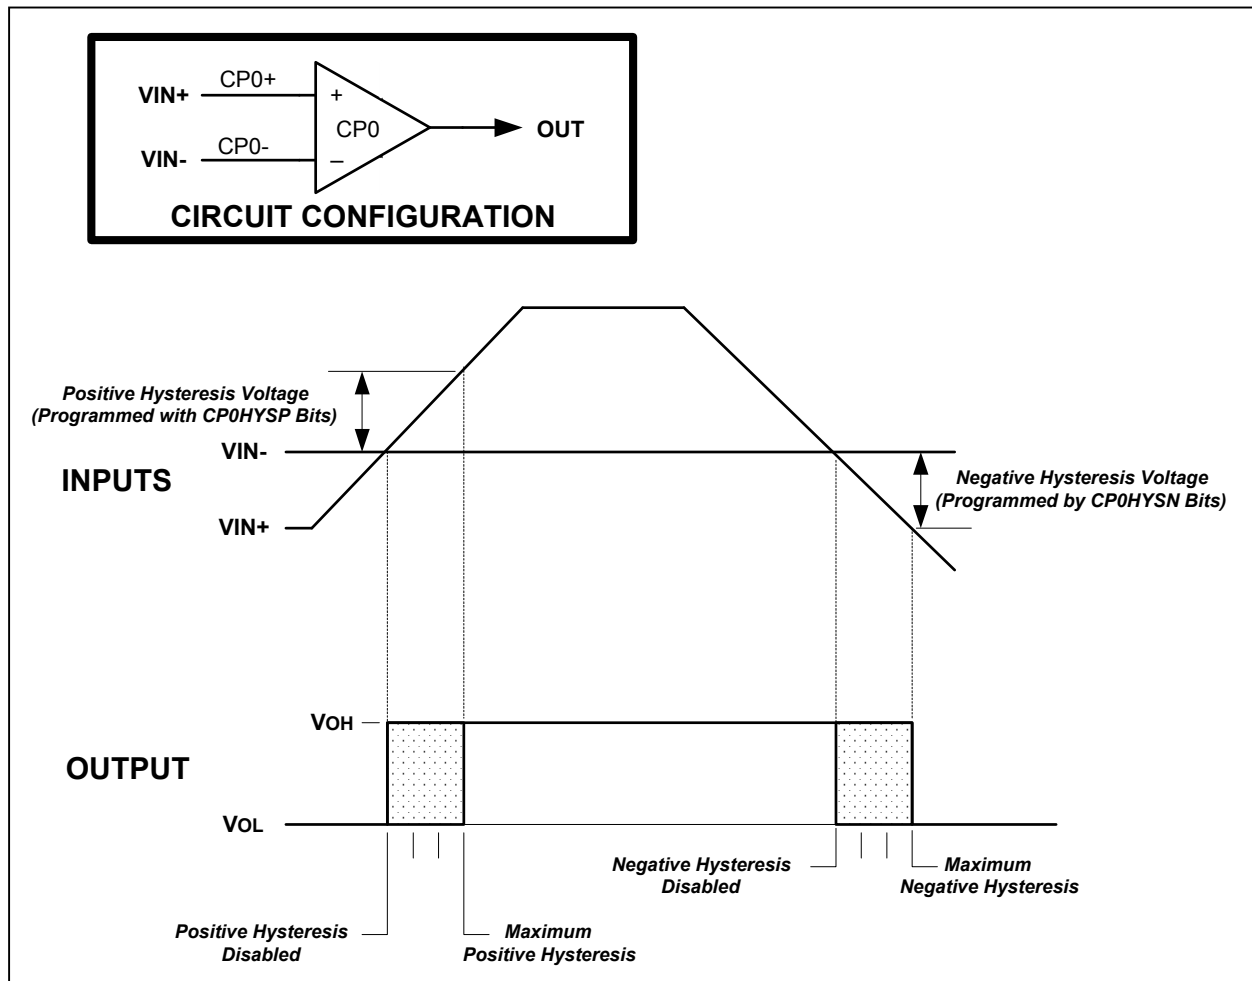 VIN+
CP0+
+
CP0
OUT
VIN-
CP0-
–
CIRCUIT CONFIGURATION
Positive Hysteresis Voltage
(Programmed with CP0HYSP Bits)
VIN-
INPUTS
VIN+
Negative Hysteresis Voltage
(Programmed by CP0HYSN Bits)
VOH
OUTPUT
VOL
Negative Hysteresis
Disabled
Maximum
Negative Hysteresis
Positive Hysteresis
Disabled
Maximum
Positive Hysteresis